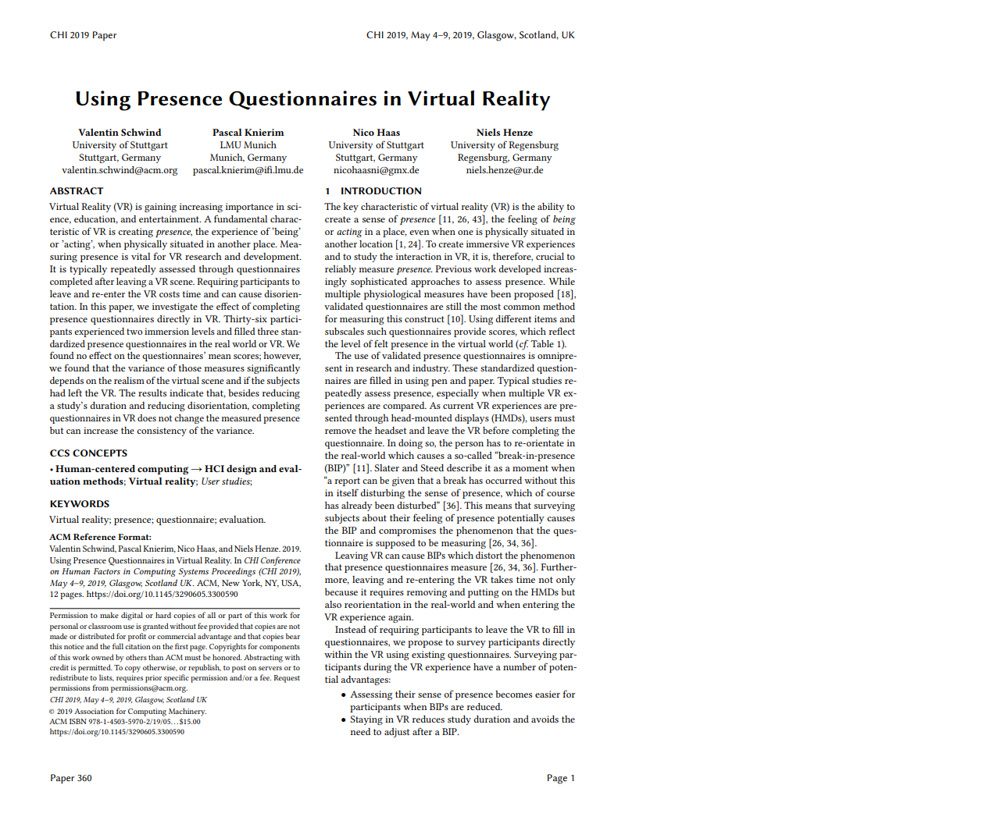 CHI 2019 Paper
CHI 2019, May 4–9, 2019, Glasgow, Scotland, UK
Using Presence Questionnaires in Virtual Reality
Valentin Schwind
University of Stuttgart
Stuttgart, Germany
valentin.schwind@acm.org
Pascal Knierim
LMU Munich
Munich, Germany
pascal.knierim@ifi.lmu.de
Nico Haas
University of Stuttgart
Stuttgart, Germany
nicohaasni@gmx.de
Niels Henze
University of Regensburg
Regensburg, Germany
niels.henze@ur.de
ABSTRACT
Virtual Reality (VR) is gaining increasing importance in sci-
ence, education, and entertainment. A fundamental charac-
teristic of VR is creating presence, the experience of 'being'
or 'acting', when physically situated in another place. Mea-
suring presence is vital for VR research and development.
It is typically repeatedly assessed through questionnaires
completed after leaving a VR scene. Requiring participants to
leave and re-enter the VR costs time and can cause disorien-
tation. In this paper, we investigate the effect of completing
presence questionnaires directly in VR. Thirty-six partici-
pants experienced two immersion levels and filled three stan-
dardized presence questionnaires in the real world or VR. We
found no effect on the questionnaires' mean scores; however,
we found that the variance of those measures significantly
depends on the realism of the virtual scene and if the subjects
had left the VR. The results indicate that, besides reducing
a study's duration and reducing disorientation, completing
questionnaires in VR does not change the measured presence
but can increase the consistency of the variance.
CCS CONCEPTS
• Human-centered computing → HCI design and eval-
uation methods; Virtual reality; User studies;
KEYWORDS
Virtual reality; presence; questionnaire; evaluation.
ACM Reference Format:
Valentin Schwind, Pascal Knierim, Nico Haas, and Niels Henze. 2019.
Using Presence Questionnaires in Virtual Reality. In CHI Conference
on Human Factors in Computing Systems Proceedings (CHI 2019),
May 4–9, 2019, Glasgow, Scotland UK. ACM, New York, NY, USA,
12 pages. https://doi.org/10.1145/3290605.3300590
Permission to make digital or hard copies of all or part of this work for
personal or classroom use is granted without fee provided that copies are not
made or distributed for profit or commercial advantage and that copies bear
this notice and the full citation on the first page. Copyrights for components
of this work owned by others than ACM must be honored. Abstracting with
credit is permitted. To copy otherwise, or republish, to post on servers or to
redistribute to lists, requires prior specific permission and/or a fee. Request
permissions from permissions@acm.org.
CHI 2019, May 4–9, 2019, Glasgow, Scotland UK
© 2019 Association for Computing Machinery.
ACM ISBN 978-1-4503-5970-2/19/05...$15.00
https://doi.org/10.1145/3290605.3300590
1 INTRODUCTION
The key characteristic of virtual reality (VR) is the ability to
create a sense of presence [11, 26, 43], the feeling of being
or acting in a place, even when one is physically situated in
another location [1, 24]. To create immersive VR experiences
and to study the interaction in VR, it is, therefore, crucial to
reliably measure presence. Previous work developed increas-
ingly sophisticated approaches to assess presence. While
multiple physiological measures have been proposed [18],
validated questionnaires are still the most common method
for measuring this construct [10]. Using different items and
subscales such questionnaires provide scores, which reflect
the level of felt presence in the virtual world (cf. Table 1).
The use of validated presence questionnaires is omnipre-
sent in research and industry. These standardized question-
naires are filled in using pen and paper. Typical studies re-
peatedly assess presence, especially when multiple VR ex-
periences are compared. As current VR experiences are pre-
sented through head-mounted displays (HMDs), users must
remove the headset and leave the VR before completing the
questionnaire. In doing so, the person has to re-orientate in
the real-world which causes a so-called “break-in-presence
(BIP)” [11]. Slater and Steed describe it as a moment when
“a report can be given that a break has occurred without this
in itself disturbing the sense of presence, which of course
has already been disturbed” [36]. This means that surveying
subjects about their feeling of presence potentially causes
the BIP and compromises the phenomenon that the ques-
tionnaire is supposed to be measuring [26, 34, 36].
Leaving VR can cause BIPs which distort the phenomenon
that presence questionnaires measure [26, 34, 36]. Further-
more, leaving and re-entering the VR takes time not only
because it requires removing and putting on the HMDs but
also reorientation in the real-world and when entering the
VR experience again.
Instead of requiring participants to leave the VR to fill in
questionnaires, we propose to survey participants directly
within the VR using existing questionnaires. Surveying par-
ticipants during the VR experience have a number of poten-
tial advantages:
• Assessing their sense of presence becomes easier for
participants when BIPs are reduced.
• Staying in VR reduces study duration and avoids the
need to adjust after a BIP.
Paper 360
Page 1